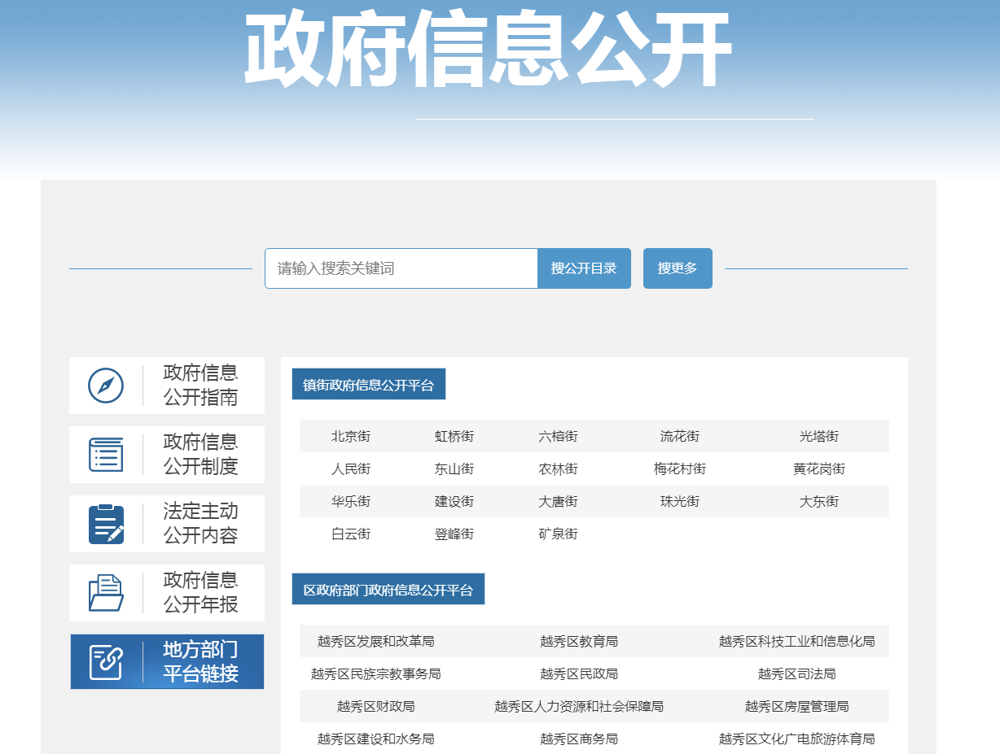 政府信息公开
请输入搜索关键词 搜公开目录 搜更多
政府信息
公开指南
政府信息
公开制度
法定主动
公开内容
政府信息
公开年报
地方部门
平台链接
镇街政府信息公开平台
北京街 虹桥街 六榕街 流花街 光塔街
人民街 东山街 农林街 梅花村街 黄花岗街
华乐街 建设街 大唐街 珠光街 大东街
白云街 登峰街 矿泉街
区政府部门政府信息公开平台
越秀区发展和改革局 越秀区教育局 越秀区科技工业和信息化局
越秀区民族宗教事务局 越秀区民政局 越秀区司法局
越秀区财政局 越秀区人力资源和社会保障局 越秀区房屋管理局
越秀区建设和水务局 越秀区商务局 越秀区文化广电旅游体育局